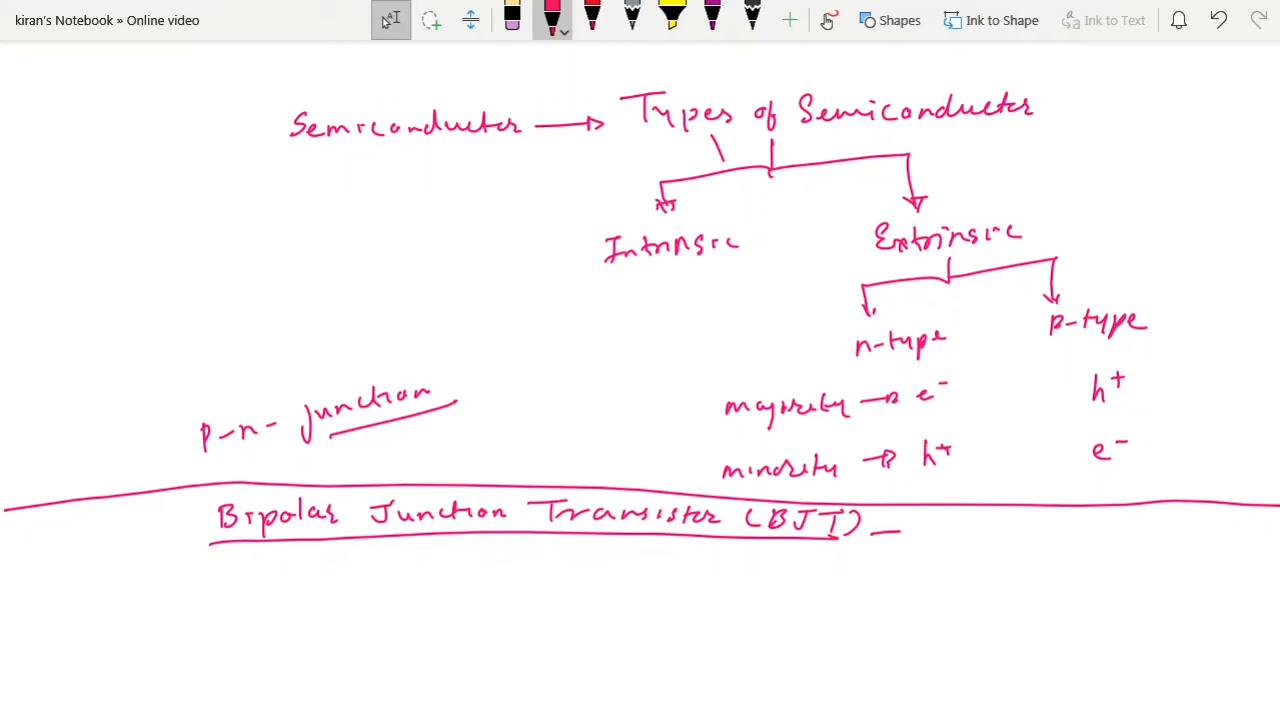 kiran's Notebook » Online video
Shapes
Ink to Shape
Ink to Text
Semiconductor → Types of Semiconductor
Intrinsic
Extrinsic
n-type
p-type
majority → e⁻
h⁺
minority → h⁺
e⁻
p-n- junction
Bipolar Junction Transistor (BJT) -